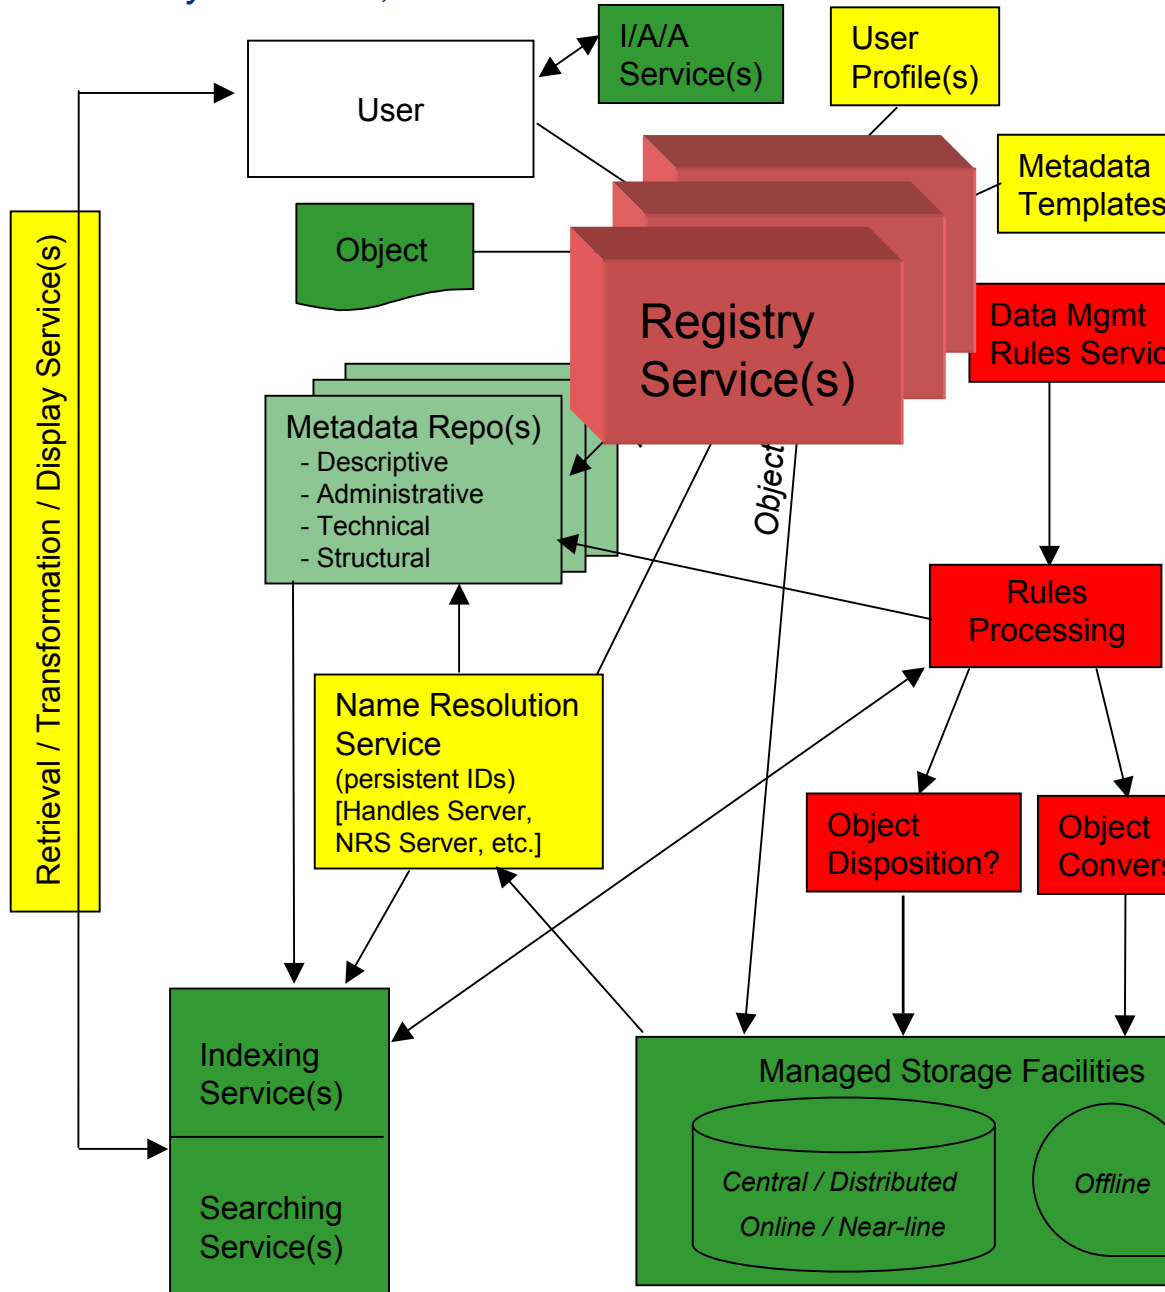 I/A/A
Service(s)
User
Profile(s)
User
Metadata
Templates
Object
Registry
Service(s)
Data Mgmt
Rules
Retrieval / Transformation / Display Service(s)
Metadata Repo(s)
- Descriptive
- Administrative
- Technical
- Structural
Object
Rules
Processing
Name Resolution
Service
(persistent IDs)
[Handles Server,
NRS Server, etc.]
Object
Disposition?
Object
Indexing
Service(s)
Searching
Service(s)
Managed Storage Facilities
Central / Distributed
Online / Near-line
Offline